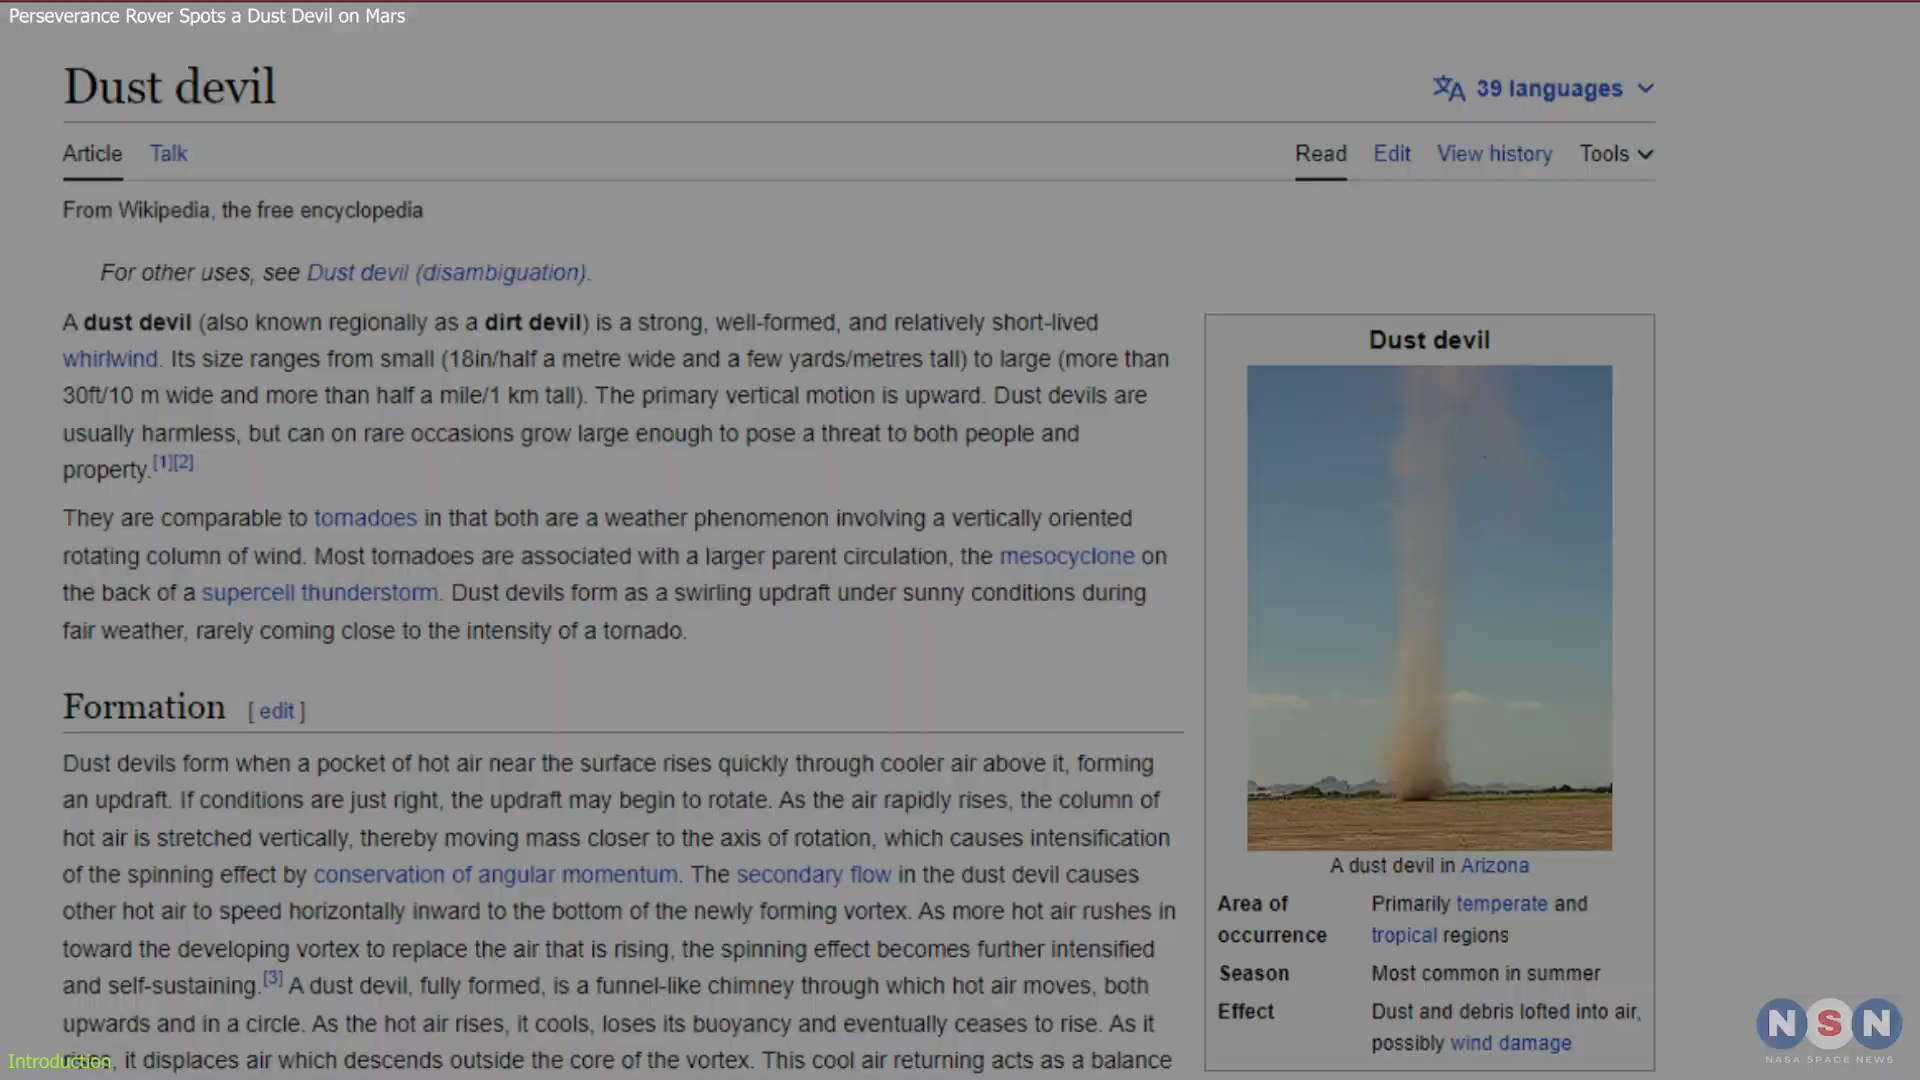 Perseverance Rover Spots a Dust Devil on Mars
Dust devil
39 languages
Article Talk
Read Edit View history Tools
From Wikipedia, the free encyclopedia
For other uses, see Dust devil (disambiguation).
A dust devil (also known regionally as a dirt devil) is a strong, well-formed, and relatively short-lived
whirlwind. Its size ranges from small (18in/half a metre wide and a few yards/metres tall) to large (more than
30ft/10 m wide and more than half a mile/1 km tall). The primary vertical motion is upward. Dust devils are
usually harmless, but can on rare occasions grow large enough to pose a threat to both people and
property.[1][2]
They are comparable to tornadoes in that both are a weather phenomenon involving a vertically oriented
rotating column of wind. Most tornadoes are associated with a larger parent circulation, the mesocyclone on
the back of a supercell thunderstorm. Dust devils form as a swirling updraft under sunny conditions during
fair weather, rarely coming close to the intensity of a tornado.
Formation [ edit ]
Dust devils form when a pocket of hot air near the surface rises quickly through cooler air above it, forming
an updraft. If conditions are just right, the updraft may begin to rotate. As the air rapidly rises, the column of
hot air is stretched vertically, thereby moving mass closer to the axis of rotation, which causes intensification
of the spinning effect by conservation of angular momentum. The secondary flow in the dust devil causes
other hot air to speed horizontally inward to the bottom of the newly forming vortex. As more hot air rushes in
toward the developing vortex to replace the air that is rising, the spinning effect becomes further intensified
and self-sustaining.[3] A dust devil, fully formed, is a funnel-like chimney through which hot air moves, both
upwards and in a circle. As the hot air rises, it cools, loses its buoyancy and eventually ceases to rise. As it
, it displaces air which descends outside the core of the vortex. This cool air returning acts as a balance
Introduction
Dust devil
A dust devil in Arizona
Area of occurrence Primarily temperate and
tropical regions
Season Most common in summer
Effect Dust and debris lofted into air,
possibly wind damage
NSN
NASA SPACE NEWS